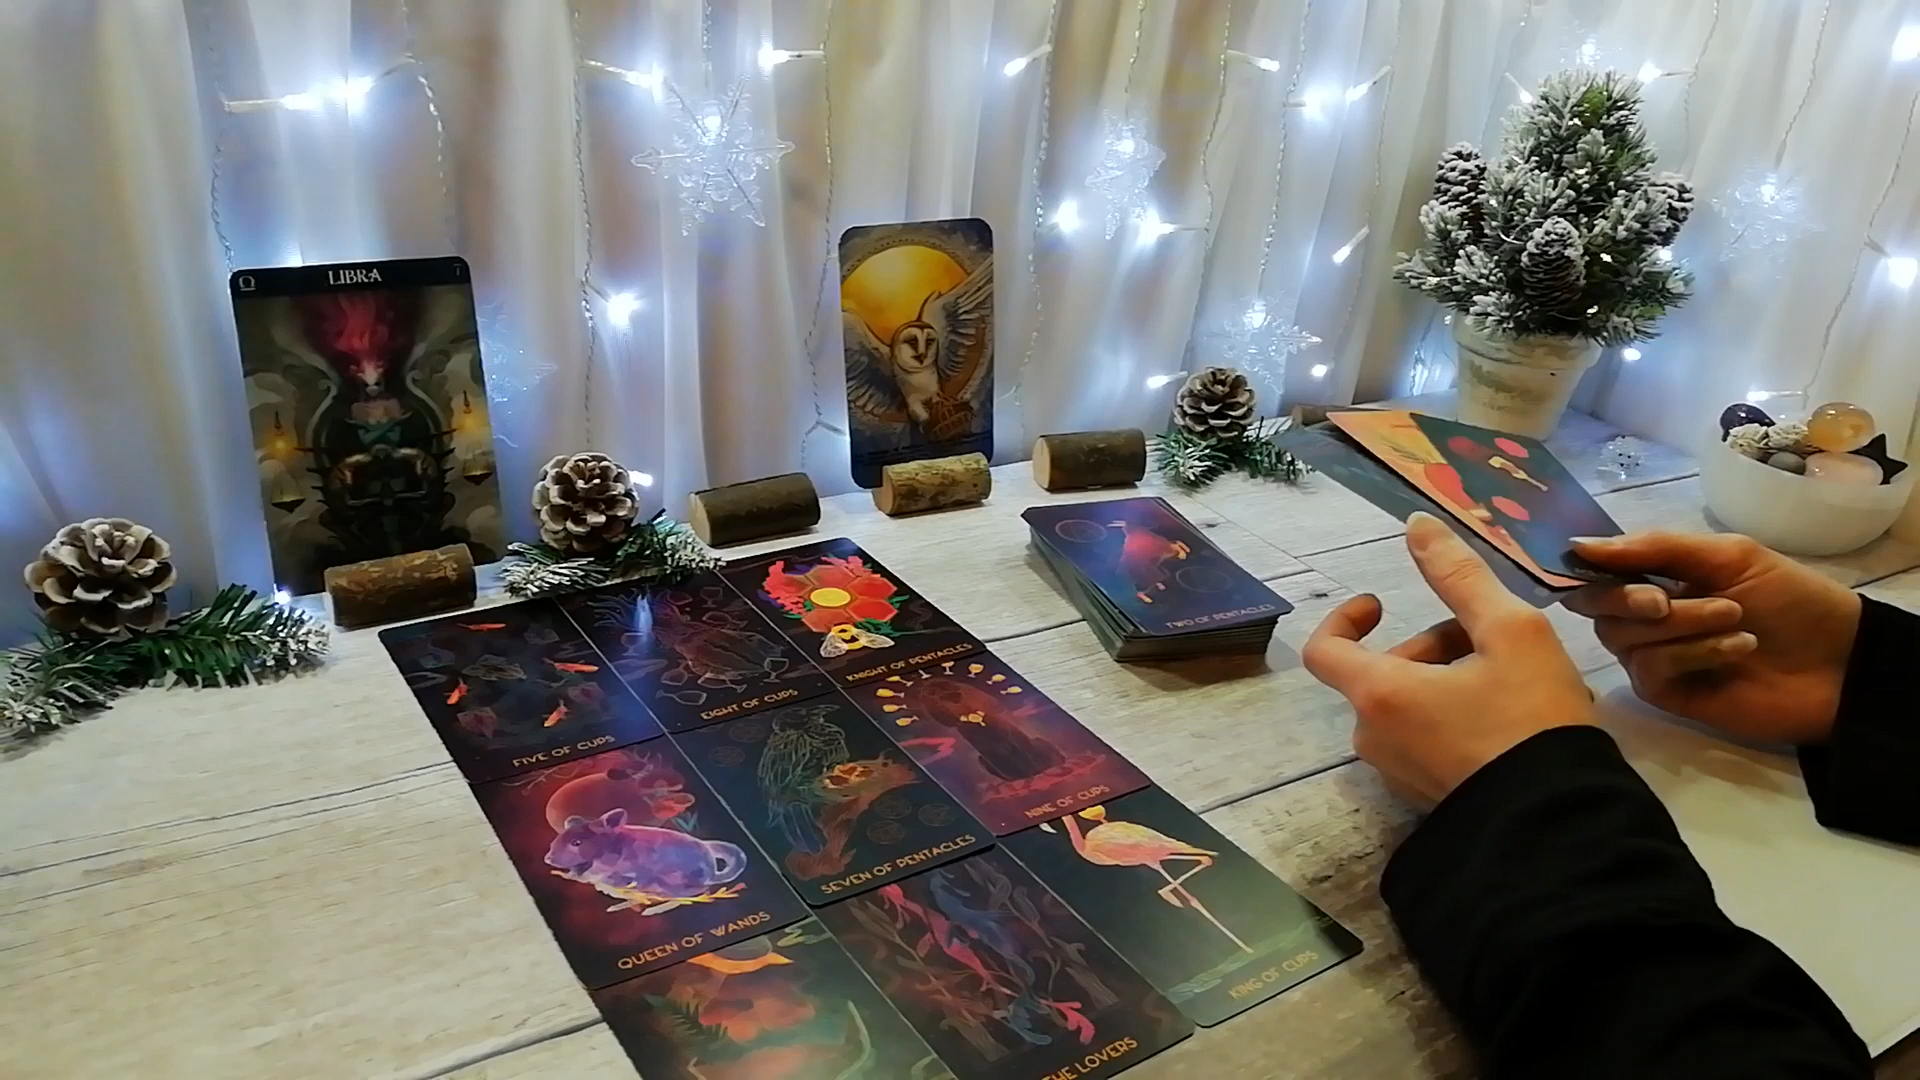 LIBRA
TWO OF PENTACLES
FIVE OF CUPS
EIGHT OF CUPS
KNIGHT OF PENTACLES
QUEEN OF WANDS
SEVEN OF PENTACLES
NINE OF CUPS
THE LOVERS
KING OF CUPS